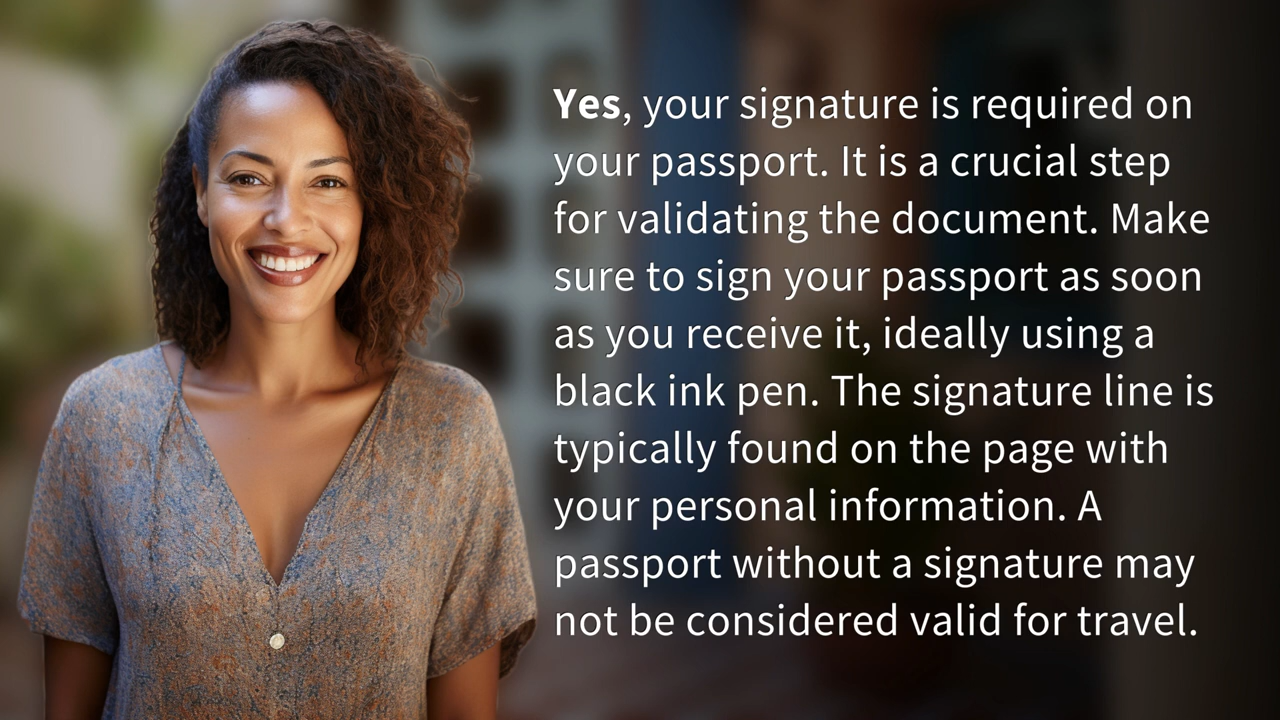 Yes, your signature is required on
your passport. It is a crucial step
for validating the document. Make
sure to sign your passport as soon
as you receive it, ideally using a
black ink pen. The signature line is
typically found on the page with
your personal information. A
passport without a signature may
not be considered valid for travel.